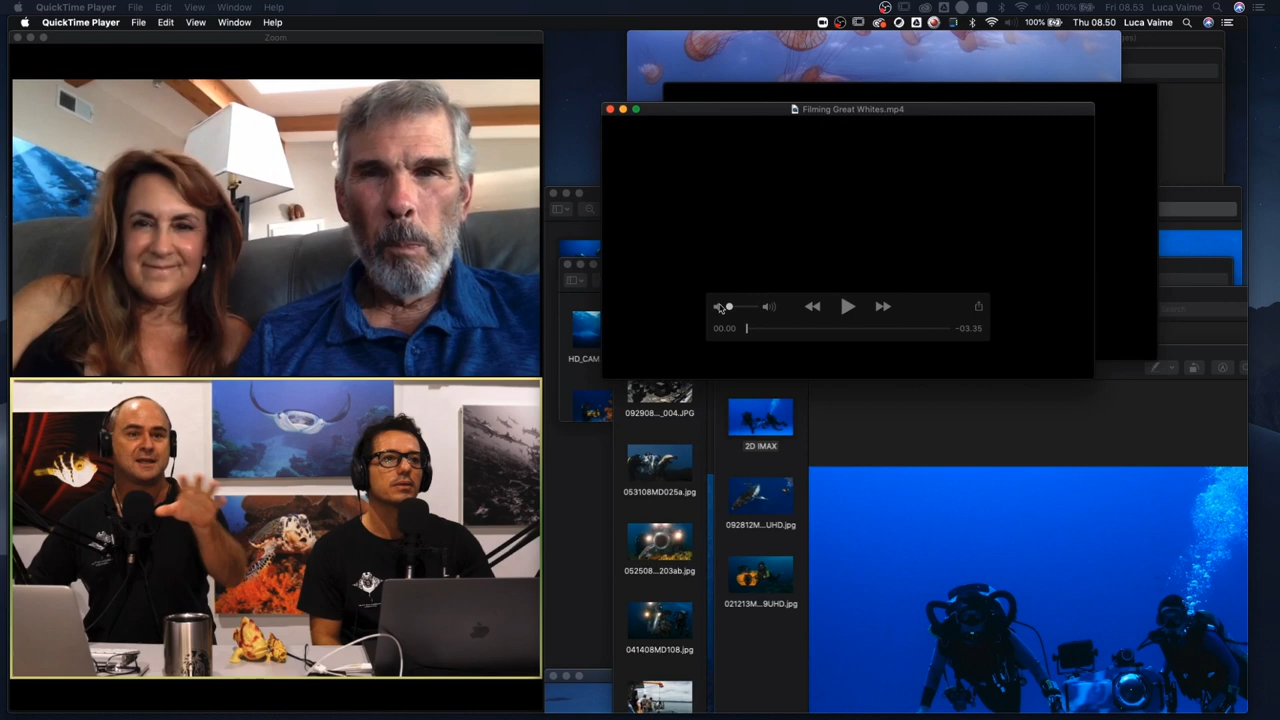 QuickTime Player File Edit View Window Help 100% Fri 08.53 Luca Vaime
QuickTime Player File Edit View Window Help 100% Thu 08.50 Luca Vaime
Zoom
Filming Great Whites.mp4
00.00 -03.35
Search
HD_CAM
092908..._004.JPG
2D IMAX
053108MD025a.jpg
092812M...UHD.jpg
052508...203ab.jpg
021213M...9UHD.jpg
041408MD108.jpg